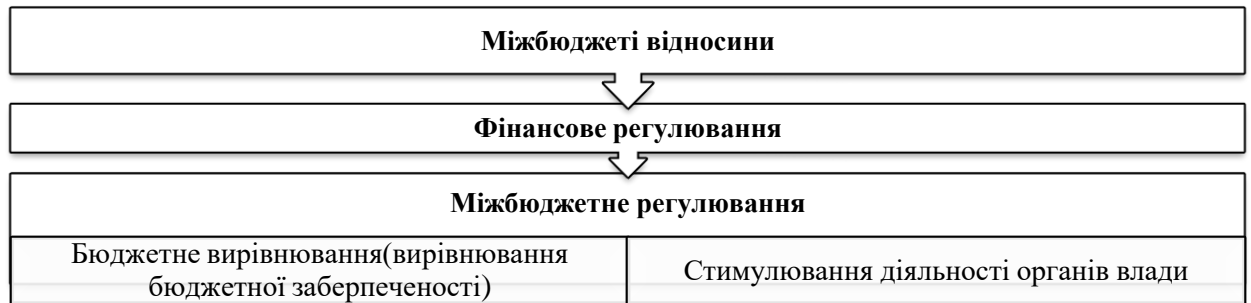 Міжбюджеті відносини
Фінансове регулювання
Міжбюджетне регулювання
Бюджетне вирівнювання(вирівнювання
бюджетної заберпеченості)
Стимулювання діяльності органів влади